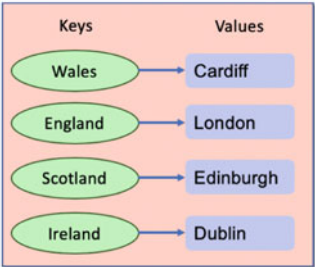 Keys Values
Wales Cardiff
England London
Scotland Edinburgh
Ireland Dublin